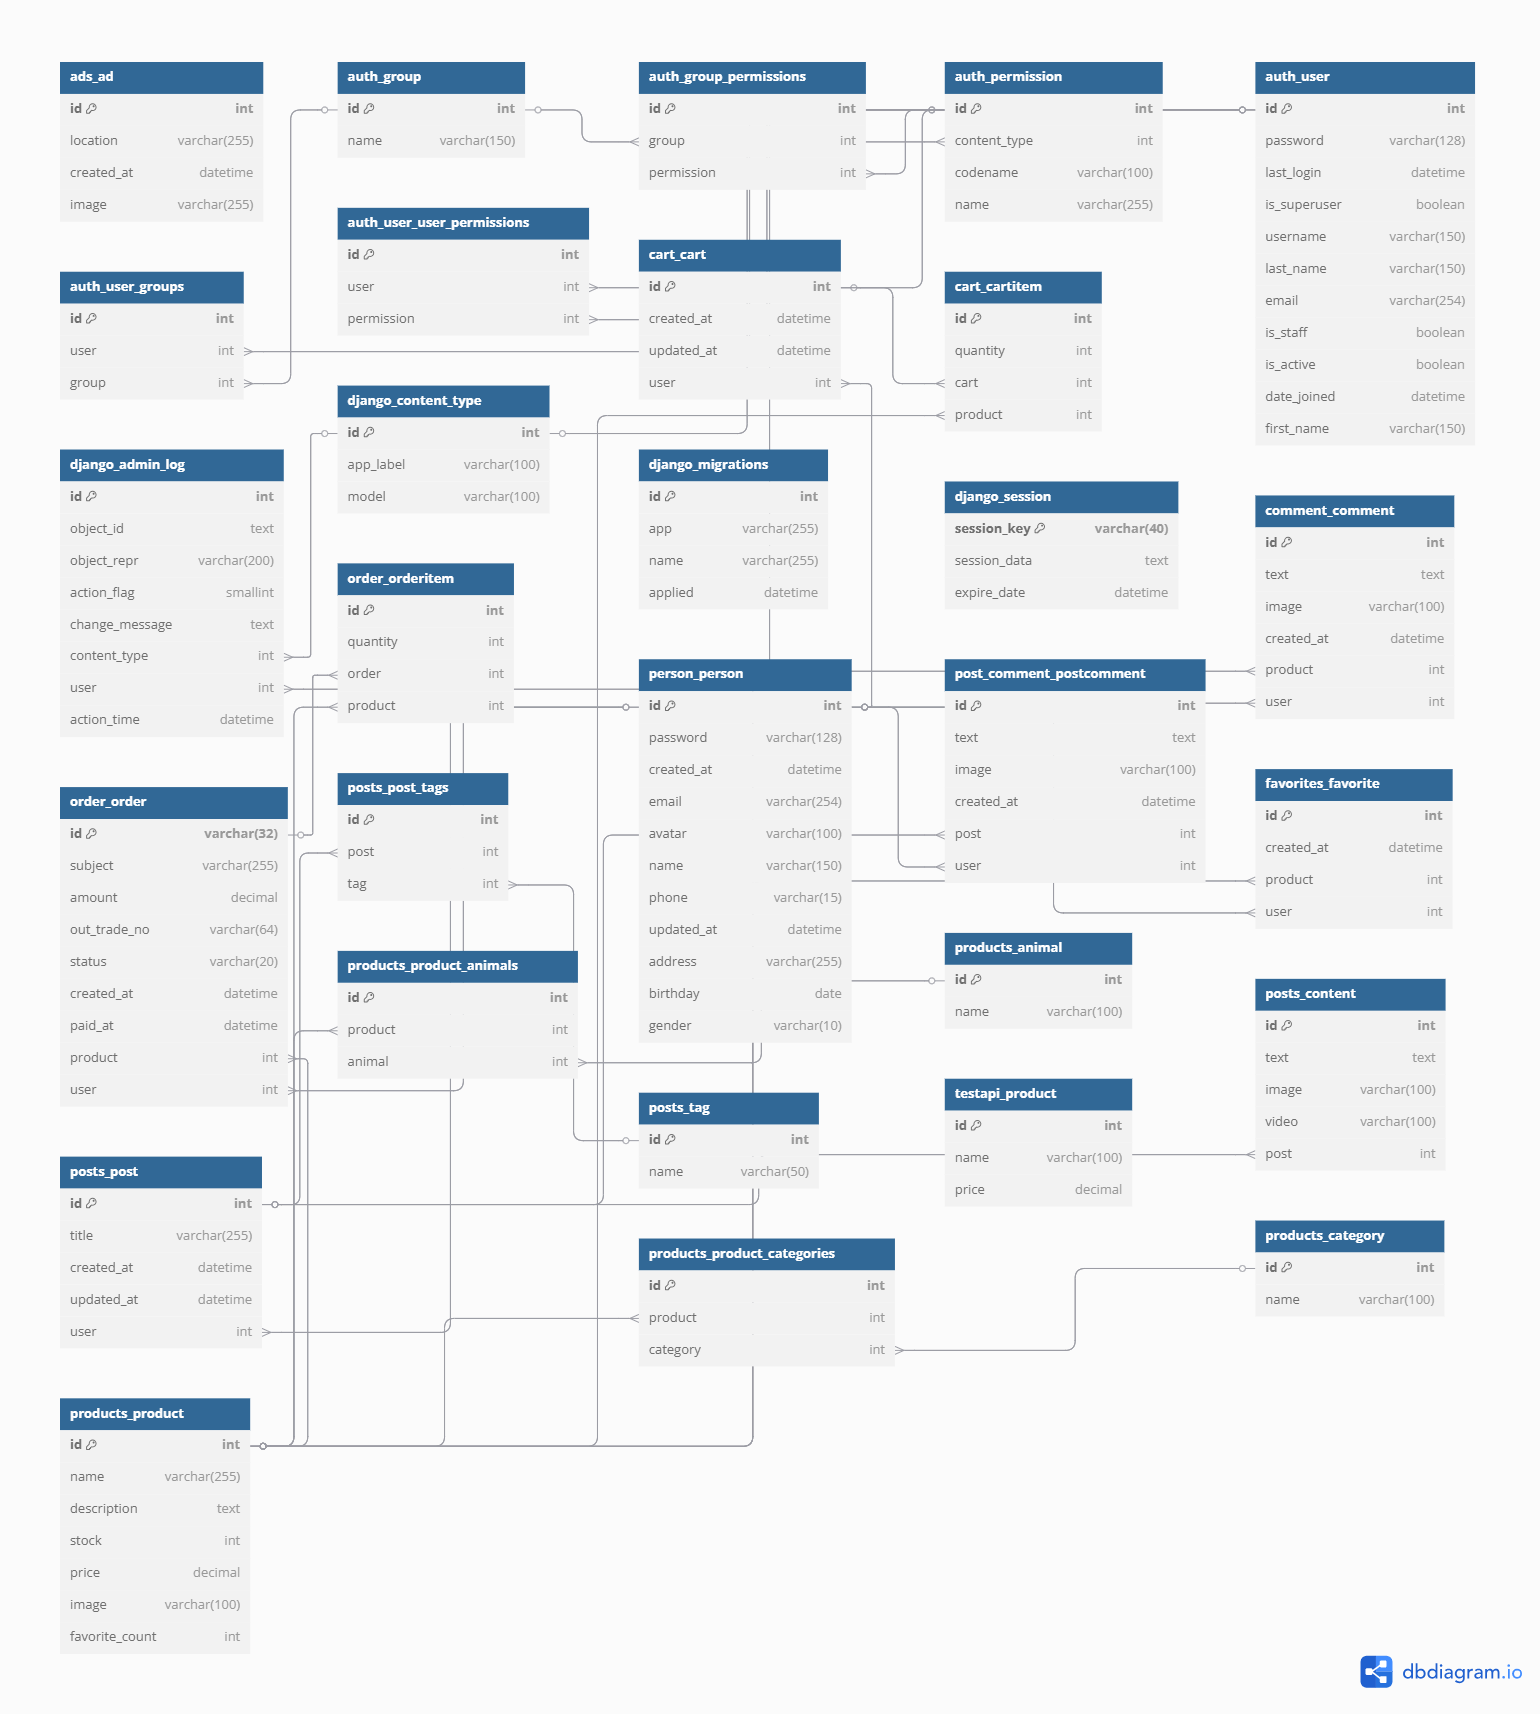 ads_ad
id int
location varchar(255)
created_at datetime
image varchar(255)
auth_group
id int
name varchar(150)
auth_group_permissions
id int
group int
permission int
auth_permission
id int
content_type int
codename varchar(100)
name varchar(255)
auth_user
id int
password varchar(128)
last_login datetime
is_superuser boolean
username varchar(150)
last_name varchar(150)
email varchar(254)
is_staff boolean
is_active boolean
date_joined datetime
first_name varchar(150)
auth_user_user_permissions
id int
user int
permission int
cart_cart
id int
created_at datetime
updated_at datetime
user int
auth_user_groups
id int
user int
group int
cart_cartitem
id int
quantity int
cart int
product int
django_content_type
id int
app_label varchar(100)
model varchar(100)
django_admin_log
id int
object_id text
object_repr varchar(200)
action_flag smallint
change_message text
content_type int
user int
action_time datetime
django_migrations
id int
app varchar(255)
name varchar(255)
applied datetime
django_session
session_key varchar(40)
session_data text
expire_date datetime
comment_comment
id int
text text
image varchar(100)
created_at datetime
product int
user int
order_orderitem
id int
quantity int
order int
product int
person_person
id int
password varchar(128)
created_at datetime
email varchar(254)
avatar varchar(100)
name varchar(150)
phone varchar(15)
updated_at datetime
address varchar(255)
birthday date
gender varchar(10)
post_comment_postcomment
id int
text text
image varchar(100)
created_at datetime
post int
user int
favorites_favorite
id int
created_at datetime
product int
user int
order_order
id varchar(32)
subject varchar(255)
amount decimal
out_trade_no varchar(64)
status varchar(20)
created_at datetime
paid_at datetime
product int
user int
posts_post_tags
id int
post int
tag int
products_product_animals
id int
product int
animal int
products_animal
id int
name varchar(100)
posts_content
id int
text text
image varchar(100)
video varchar(100)
post int
posts_tag
id int
name varchar(50)
testapi_product
id int
name varchar(100)
price decimal
posts_post
id int
title varchar(255)
created_at datetime
updated_at datetime
user int
products_product_categories
id int
product int
category int
products_category
id int
name varchar(100)
products_product
id int
name varchar(255)
description text
stock int
price decimal
image varchar(100)
favorite_count int
dbdiagram.io